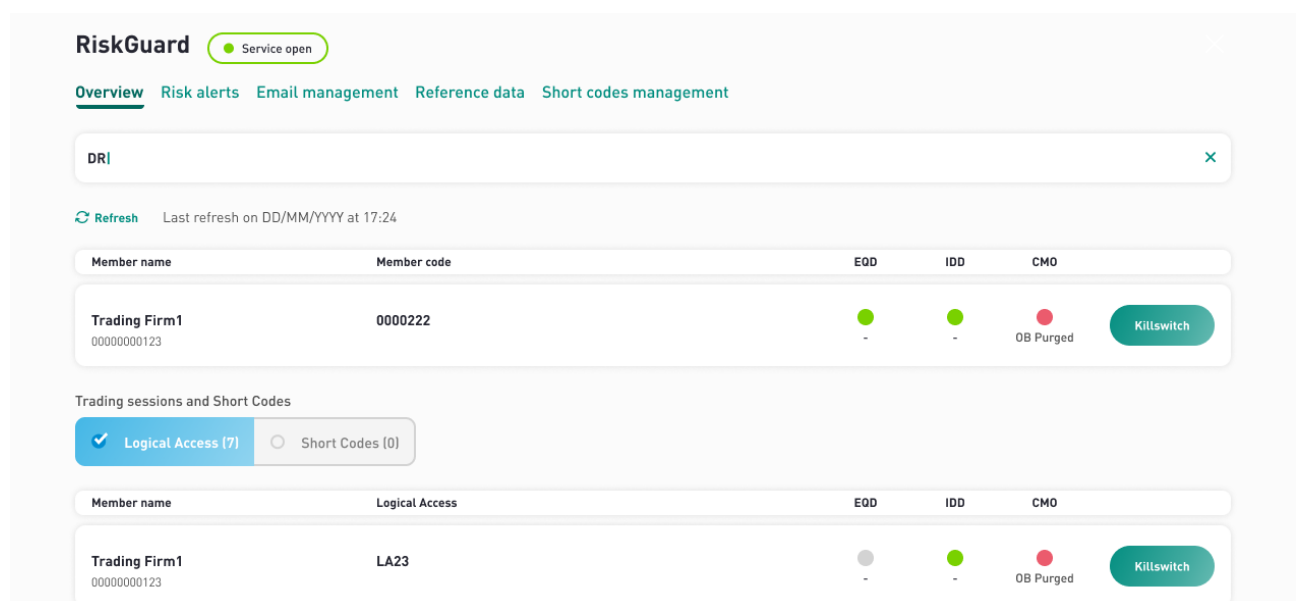 RiskGuard Service open
Overview Risk alerts Email management Reference data Short codes management
DR
Refresh Last refresh on DD/MM/YYYY at 17:24
Member name Member code EQD IDD CMO
Trading Firm1 0000222 Killswitch
00000000123 - - OB Purged
Trading sessions and Short Codes
Logical Access (7) Short Codes (0)
Member name Logical Access EQD IDD CMO
Trading Firm1 LA23 Killswitch
00000000123 - - OB Purged